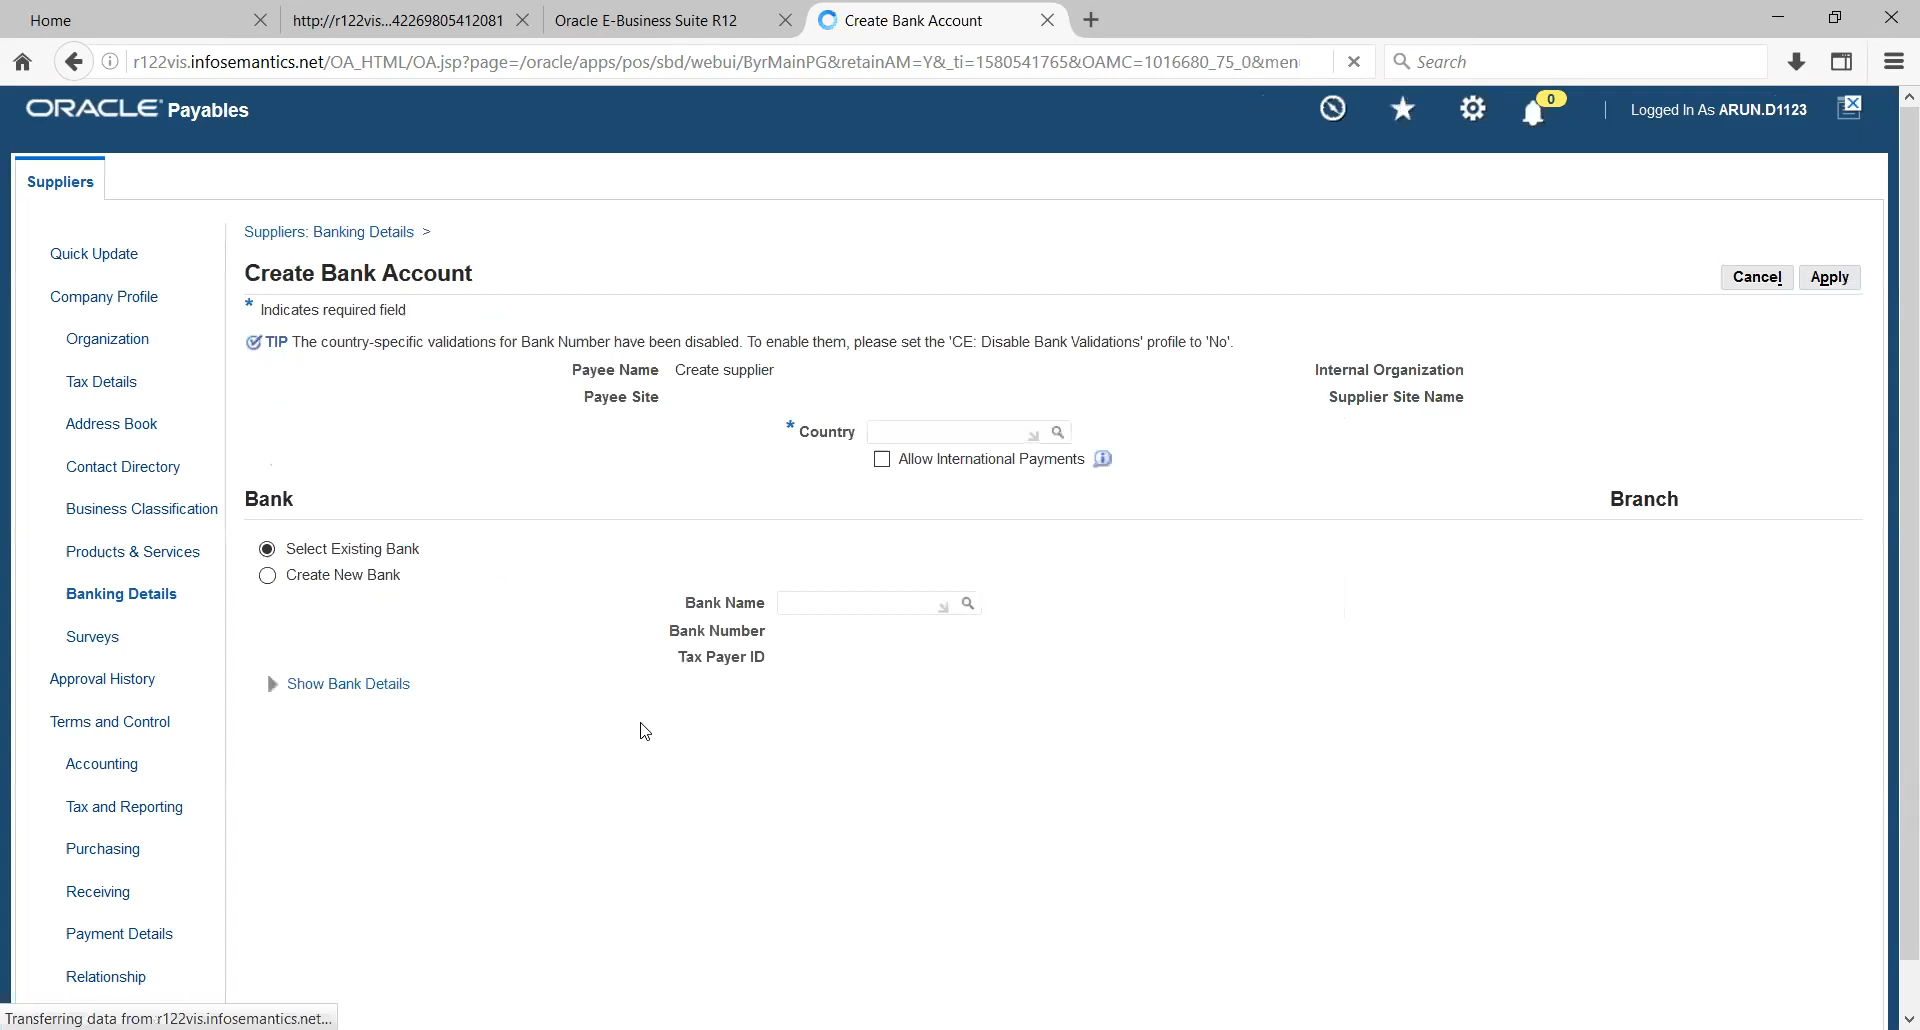 Home
http://r122vis...42269805412081
Oracle E-Business Suite R12
Create Bank Account
r122vis.infosemantics.net/OA_HTML/OA.jsp?page=/oracle/apps/pos/sbd/webui/ByrMainPG&retainAM=Y&_ti=1580541765&OAMC=1016680_75_0&men
Search
ORACLE Payables
0
Logged In As ARUN.D1123
Suppliers
Quick Update
Company Profile
Organization
Tax Details
Address Book
Contact Directory
Business Classification
Products & Services
Banking Details
Surveys
Approval History
Terms and Control
Accounting
Tax and Reporting
Purchasing
Receiving
Payment Details
Relationship
Suppliers: Banking Details >
Create Bank Account
Cancel
Apply
* Indicates required field
TIP The country-specific validations for Bank Number have been disabled. To enable them, please set the 'CE: Disable Bank Validations' profile to 'No'.
Payee Name Create supplier
Internal Organization
Payee Site
Supplier Site Name
* Country
Allow International Payments
Bank
Branch
Select Existing Bank
Create New Bank
Bank Name
Bank Number
Tax Payer ID
Show Bank Details
Transferring data from r122vis.infosemantics.net...